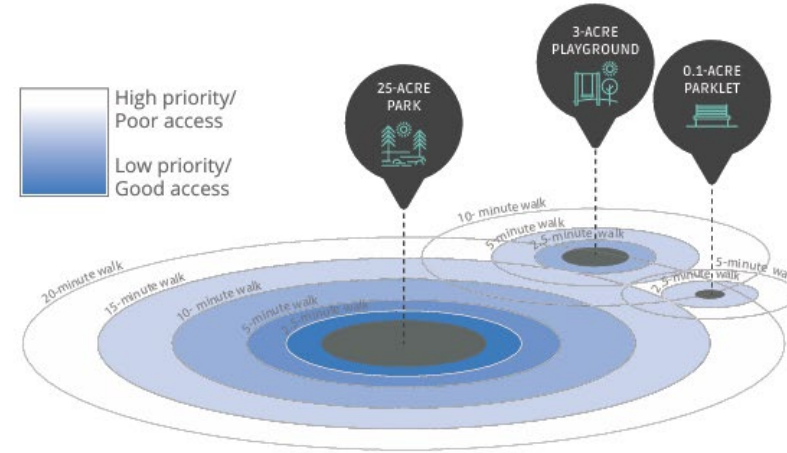 High priority/
Poor access
Low priority/
Good access
25-ACRE
PARK
3-ACRE
PLAYGROUND
0.1-ACRE
PARKLET
20-minute walk
15-minute walk
10- minute walk
5-minute walk
2.5-minute walk
10- minute walk
5-minute walk
2.5-minute walk
5-minute wa
2.5-minute walk